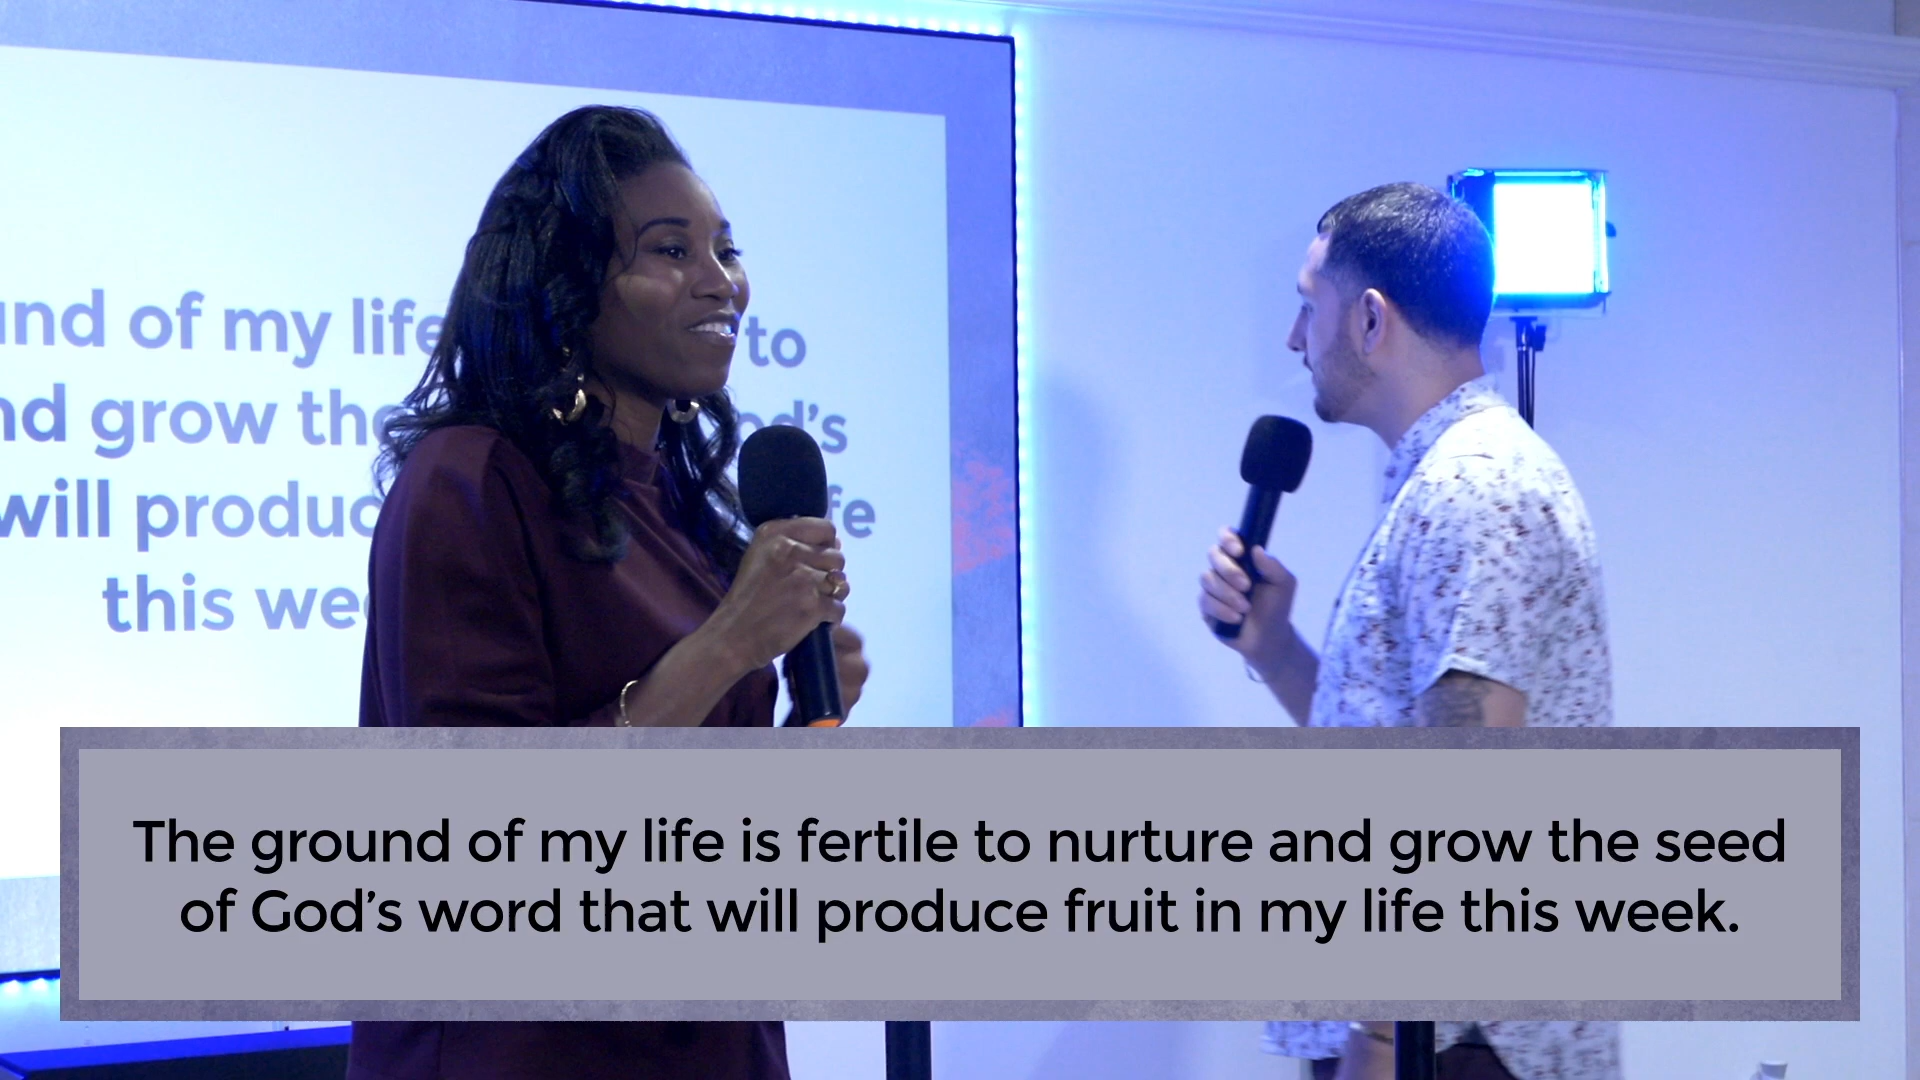 und of my life to
nd grow the od's
will produc fe
this we
The ground of my life is fertile to nurture and grow the seed
of God’s word that will produce fruit in my life this week.